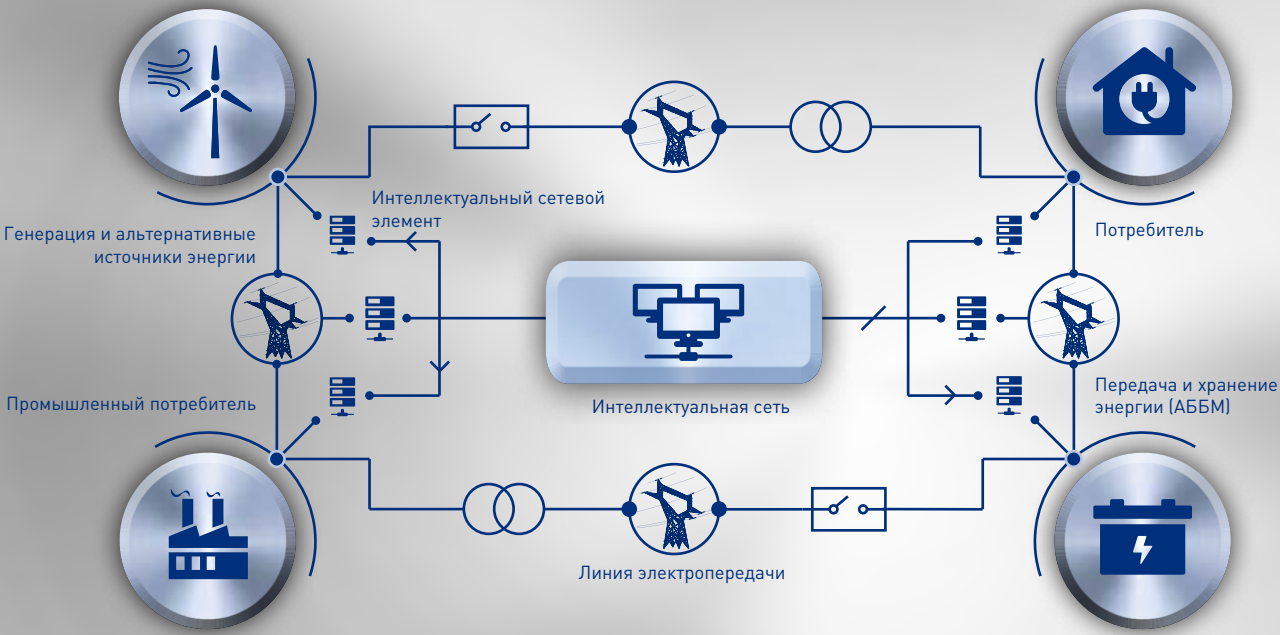 Интеллектуальный сетевой
элемент
Генерация и альтернативные
источники энергии
Потребитель
Промышленный потребитель
Интеллектуальная сеть
Передача и хранение
энергии (АББМ)
Линия электропередачи